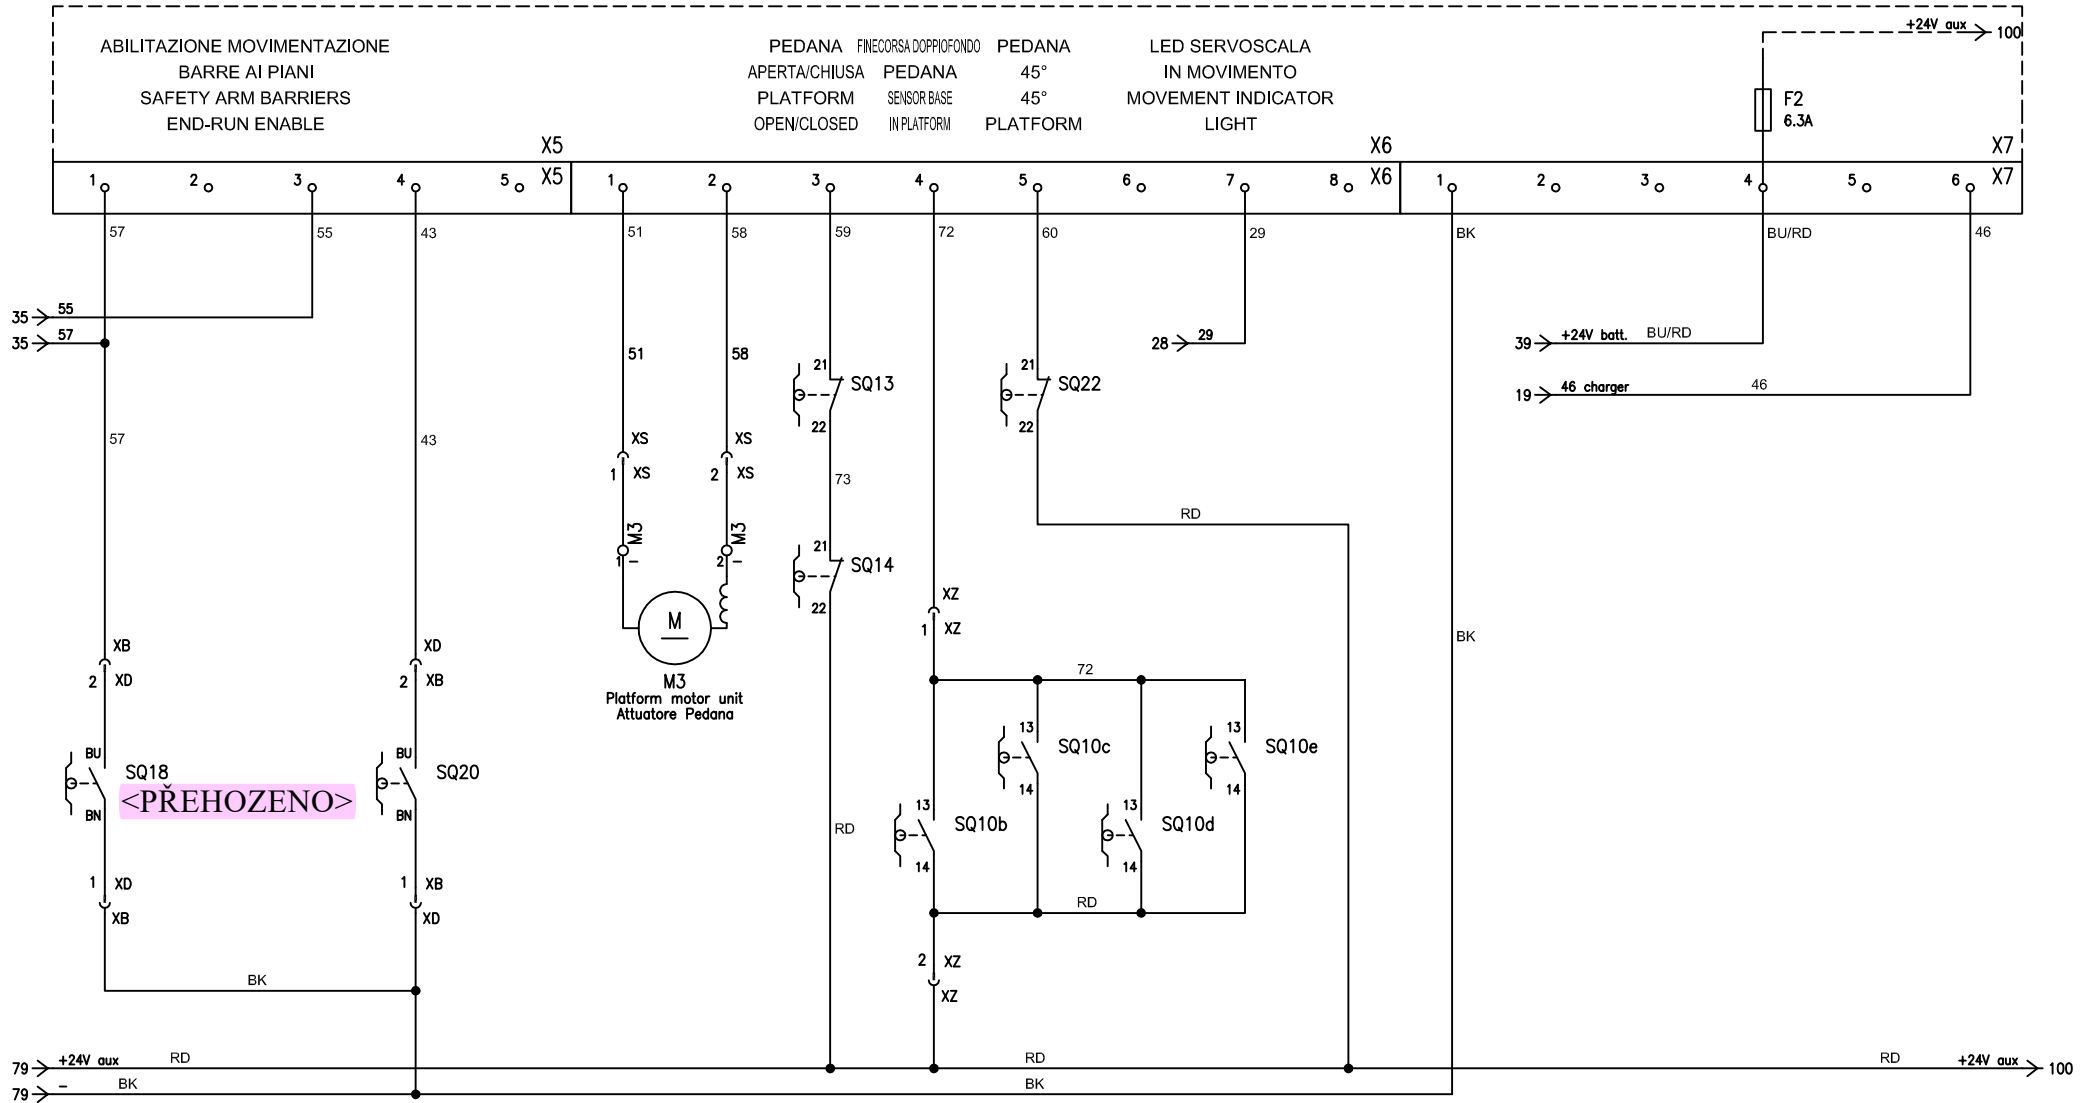 +24V aux 100
ABILITAZIONE MOVIMENTAZIONE
BARRE AI PIANI
SAFETY ARM BARRIERS
END-RUN ENABLE
PEDANA
APERTA/CHIUSA
PLATFORM
OPEN/CLOSED
FINECORSA DOPPIOFONDO
PEDANA
SENSOR BASE
IN PLATFORM
PEDANA
45°
45°
PLATFORM
LED SERVOSCALA
IN MOVIMENTO
MOVEMENT INDICATOR
LIGHT
F2
6.3A
X5 X6 X7
1 2 3 4 5 X5 1 2 3 4 5 6 7 8 X6 1 2 3 4 5 6 X7
57 55 43 51 58 59 72 60 29 BK BU/RD 46
35 55
35 57
28 29
39 +24V batt. BU/RD
19 46 charger 46
51 58
21 SQ13 22
21 SQ22 22
57 43
XS XS
1 XS 2 XS
73
RD
M3 M3
1 - 2 -
21 SQ14 22
M
M3
Platform motor unit
Attuatore Pedana
XZ
1 XZ
BK
XB XD
2 XD 2 XB
72
BU SQ18 BN
<PŘEHOZENO>
BU SQ20 BN
13 SQ10c 14
13 SQ10e 14
RD
13 SQ10b 14
13 SQ10d 14
1 XD 1 XB
XB XD
RD
2 XZ
XZ
BK
79 +24V aux RD RD RD +24V aux 100
79 - BK BK